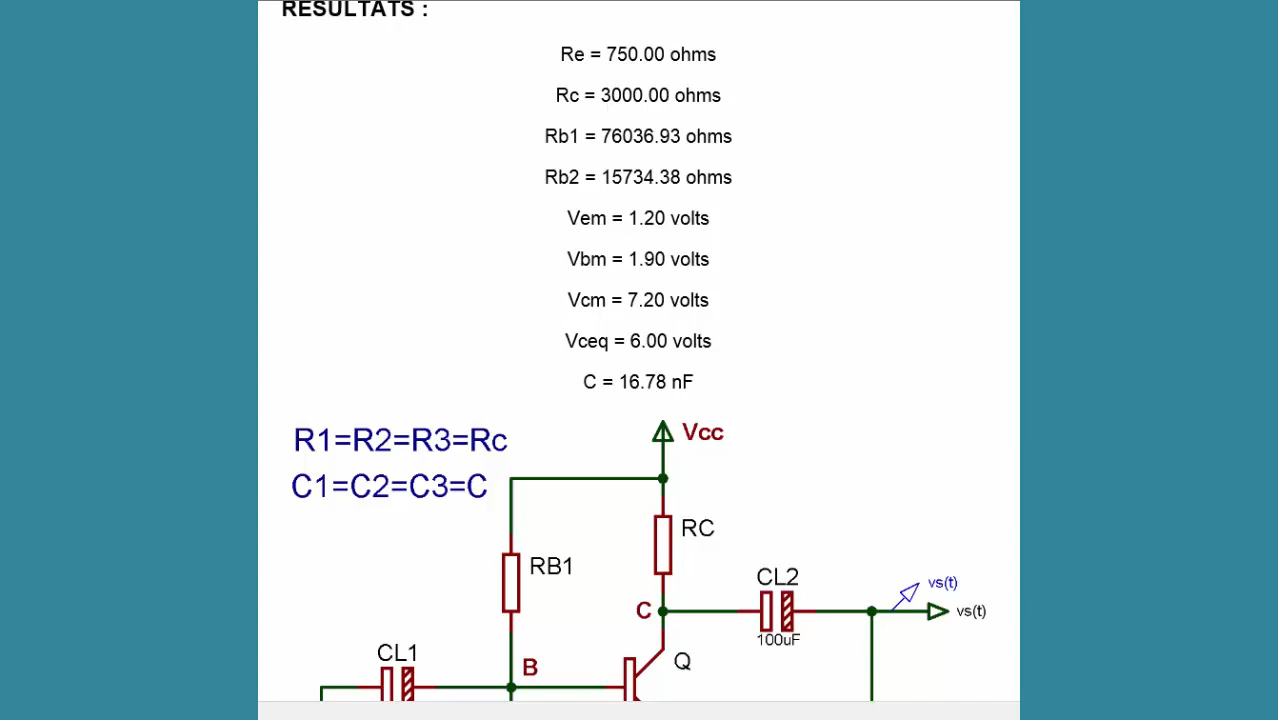 RESULTATS :
Re = 750.00 ohms
Rc = 3000.00 ohms
Rb1 = 76036.93 ohms
Rb2 = 15734.38 ohms
Vem = 1.20 volts
Vbm = 1.90 volts
Vcm = 7.20 volts
Vceq = 6.00 volts
C = 16.78 nF
R1=R2=R3=Rc
Vcc
C1=C2=C3=C
RC
RB1
CL2
vs(t)
C
vs(t)
100uF
CL1
B
Q